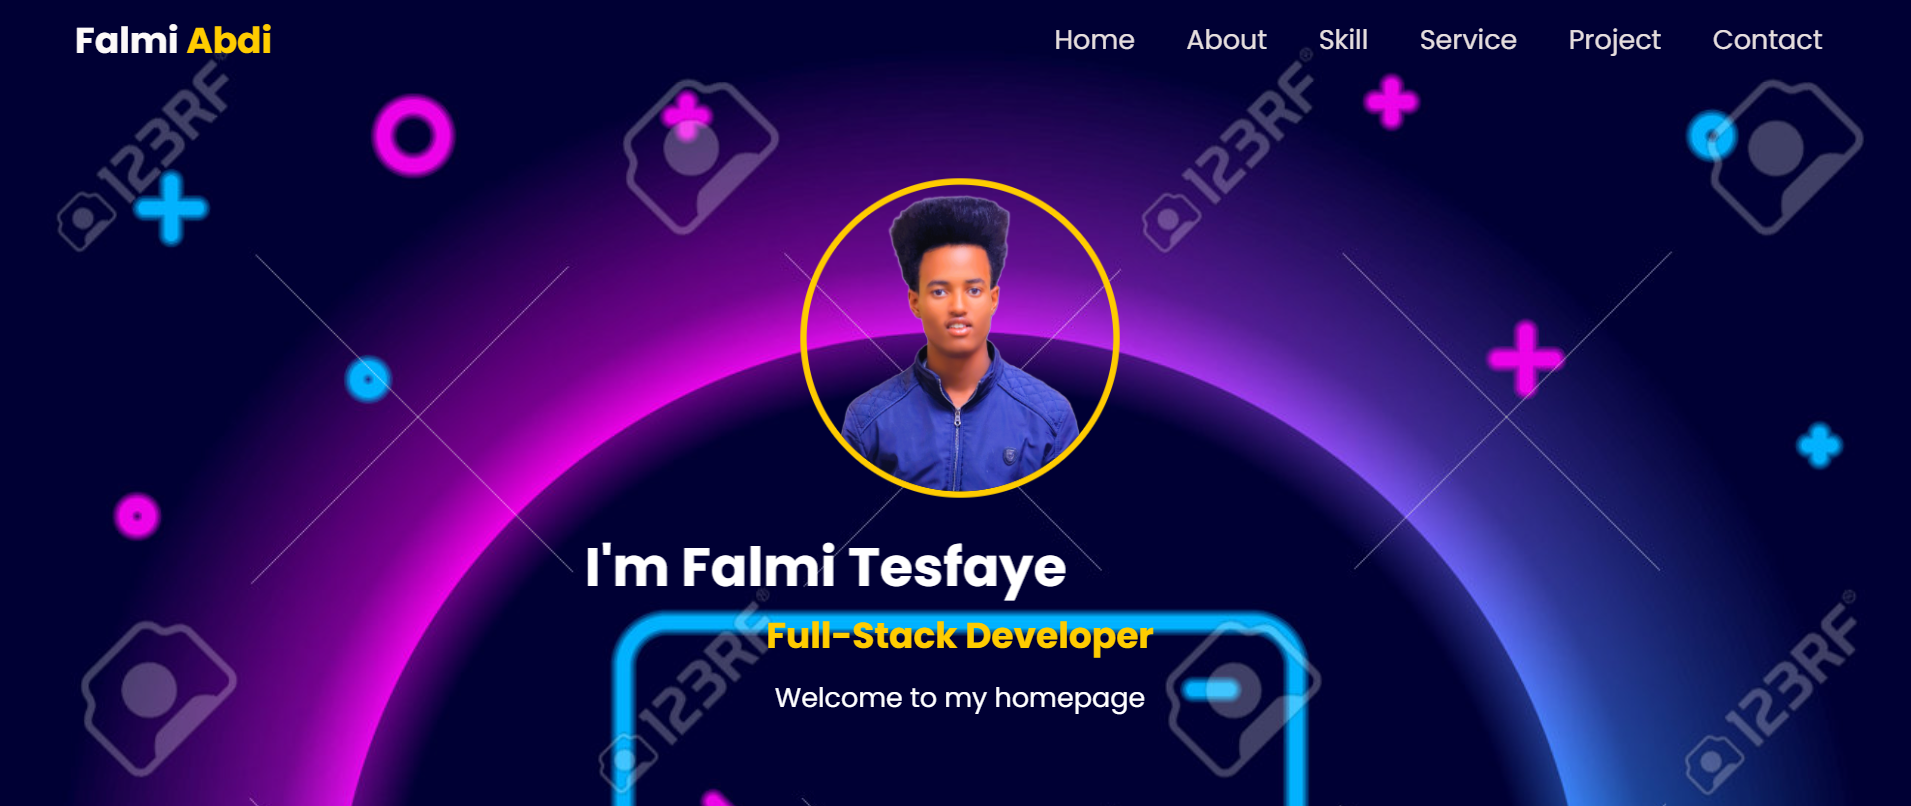 Falmi Abdi
Home About Skill Service Project Contact
123RF®
123RF®
I'm Falmi Tesfaye
Full-Stack Developer
Welcome to my homepage
123RF®
123RF®